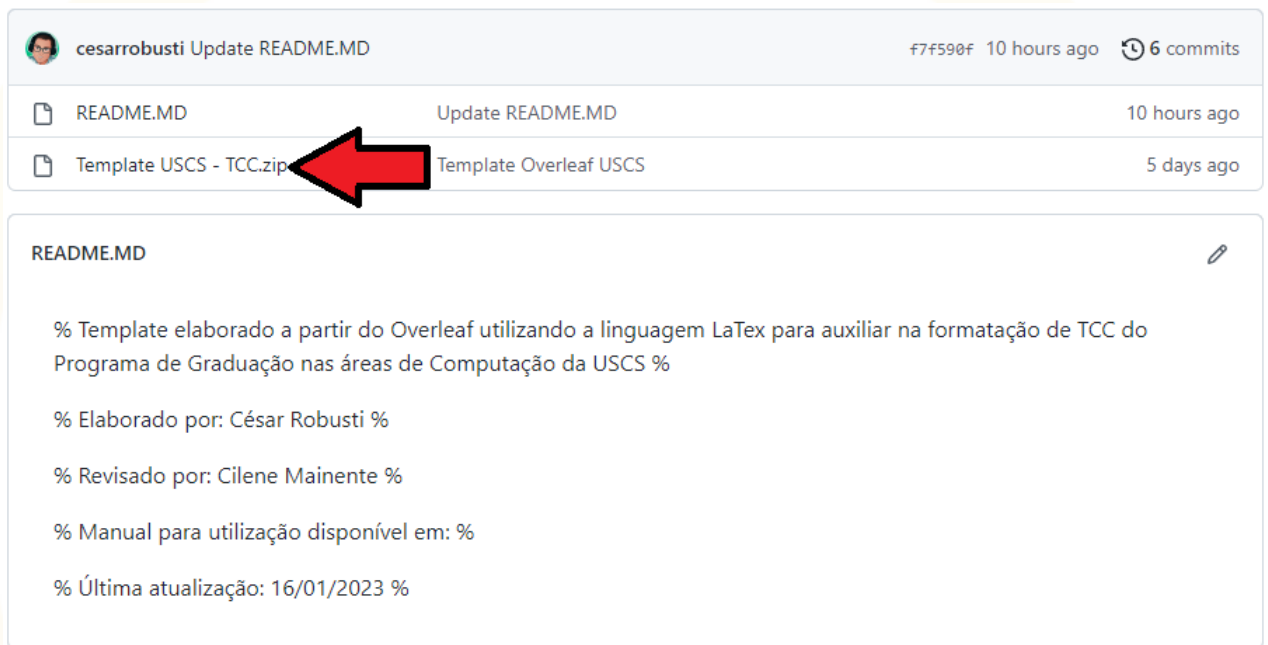 cesarrobusti Update README.MD f7f590f 10 hours ago 6 commits
README.MD Update README.MD 10 hours ago
Template USCS - TCC.zip Template Overleaf USCS 5 days ago
README.MD
% Template elaborado a partir do Overleaf utilizando a linguagem LaTex para auxiliar na formatação de TCC do
Programa de Graduação nas áreas de Computação da USCS %
% Elaborado por: César Robusti %
% Revisado por: Cilene Mainente %
% Manual para utilização disponível em: %
% Última atualização: 16/01/2023 %